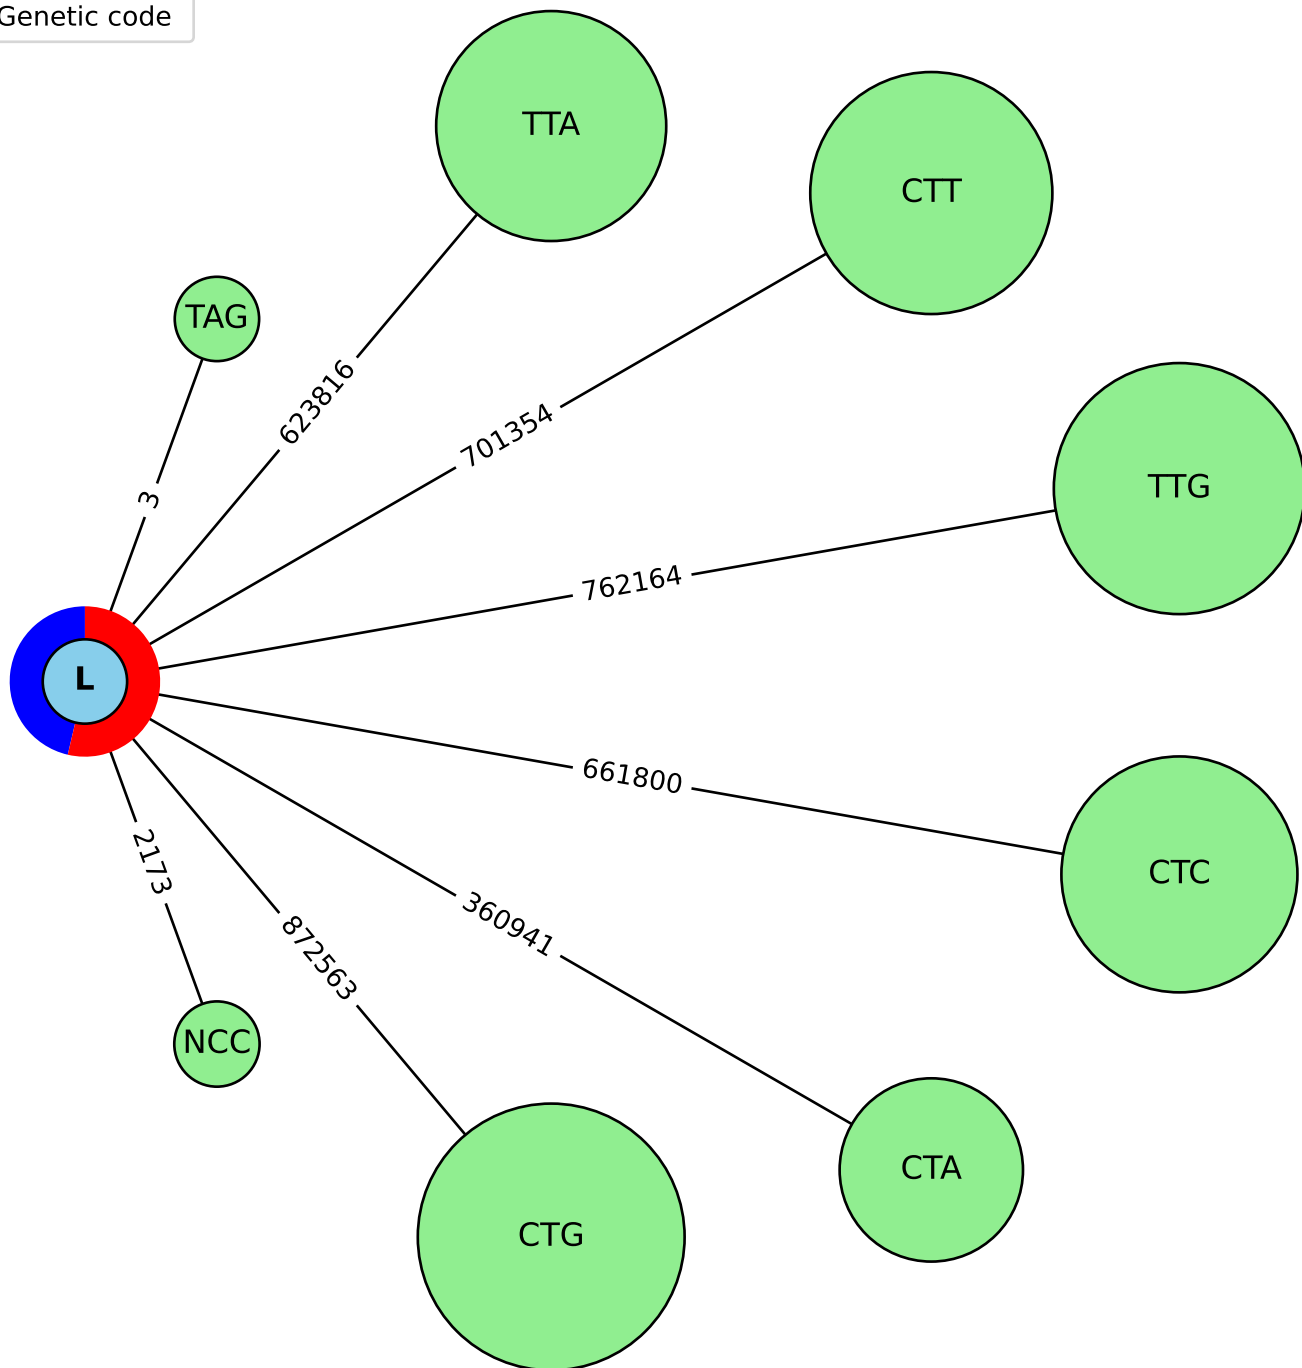 Genetic code
TTA
CTT
TAG
623816
701354
TTG
3
762164
L
661800
2173
360941
CTC
872563
NCC
CTA
CTG